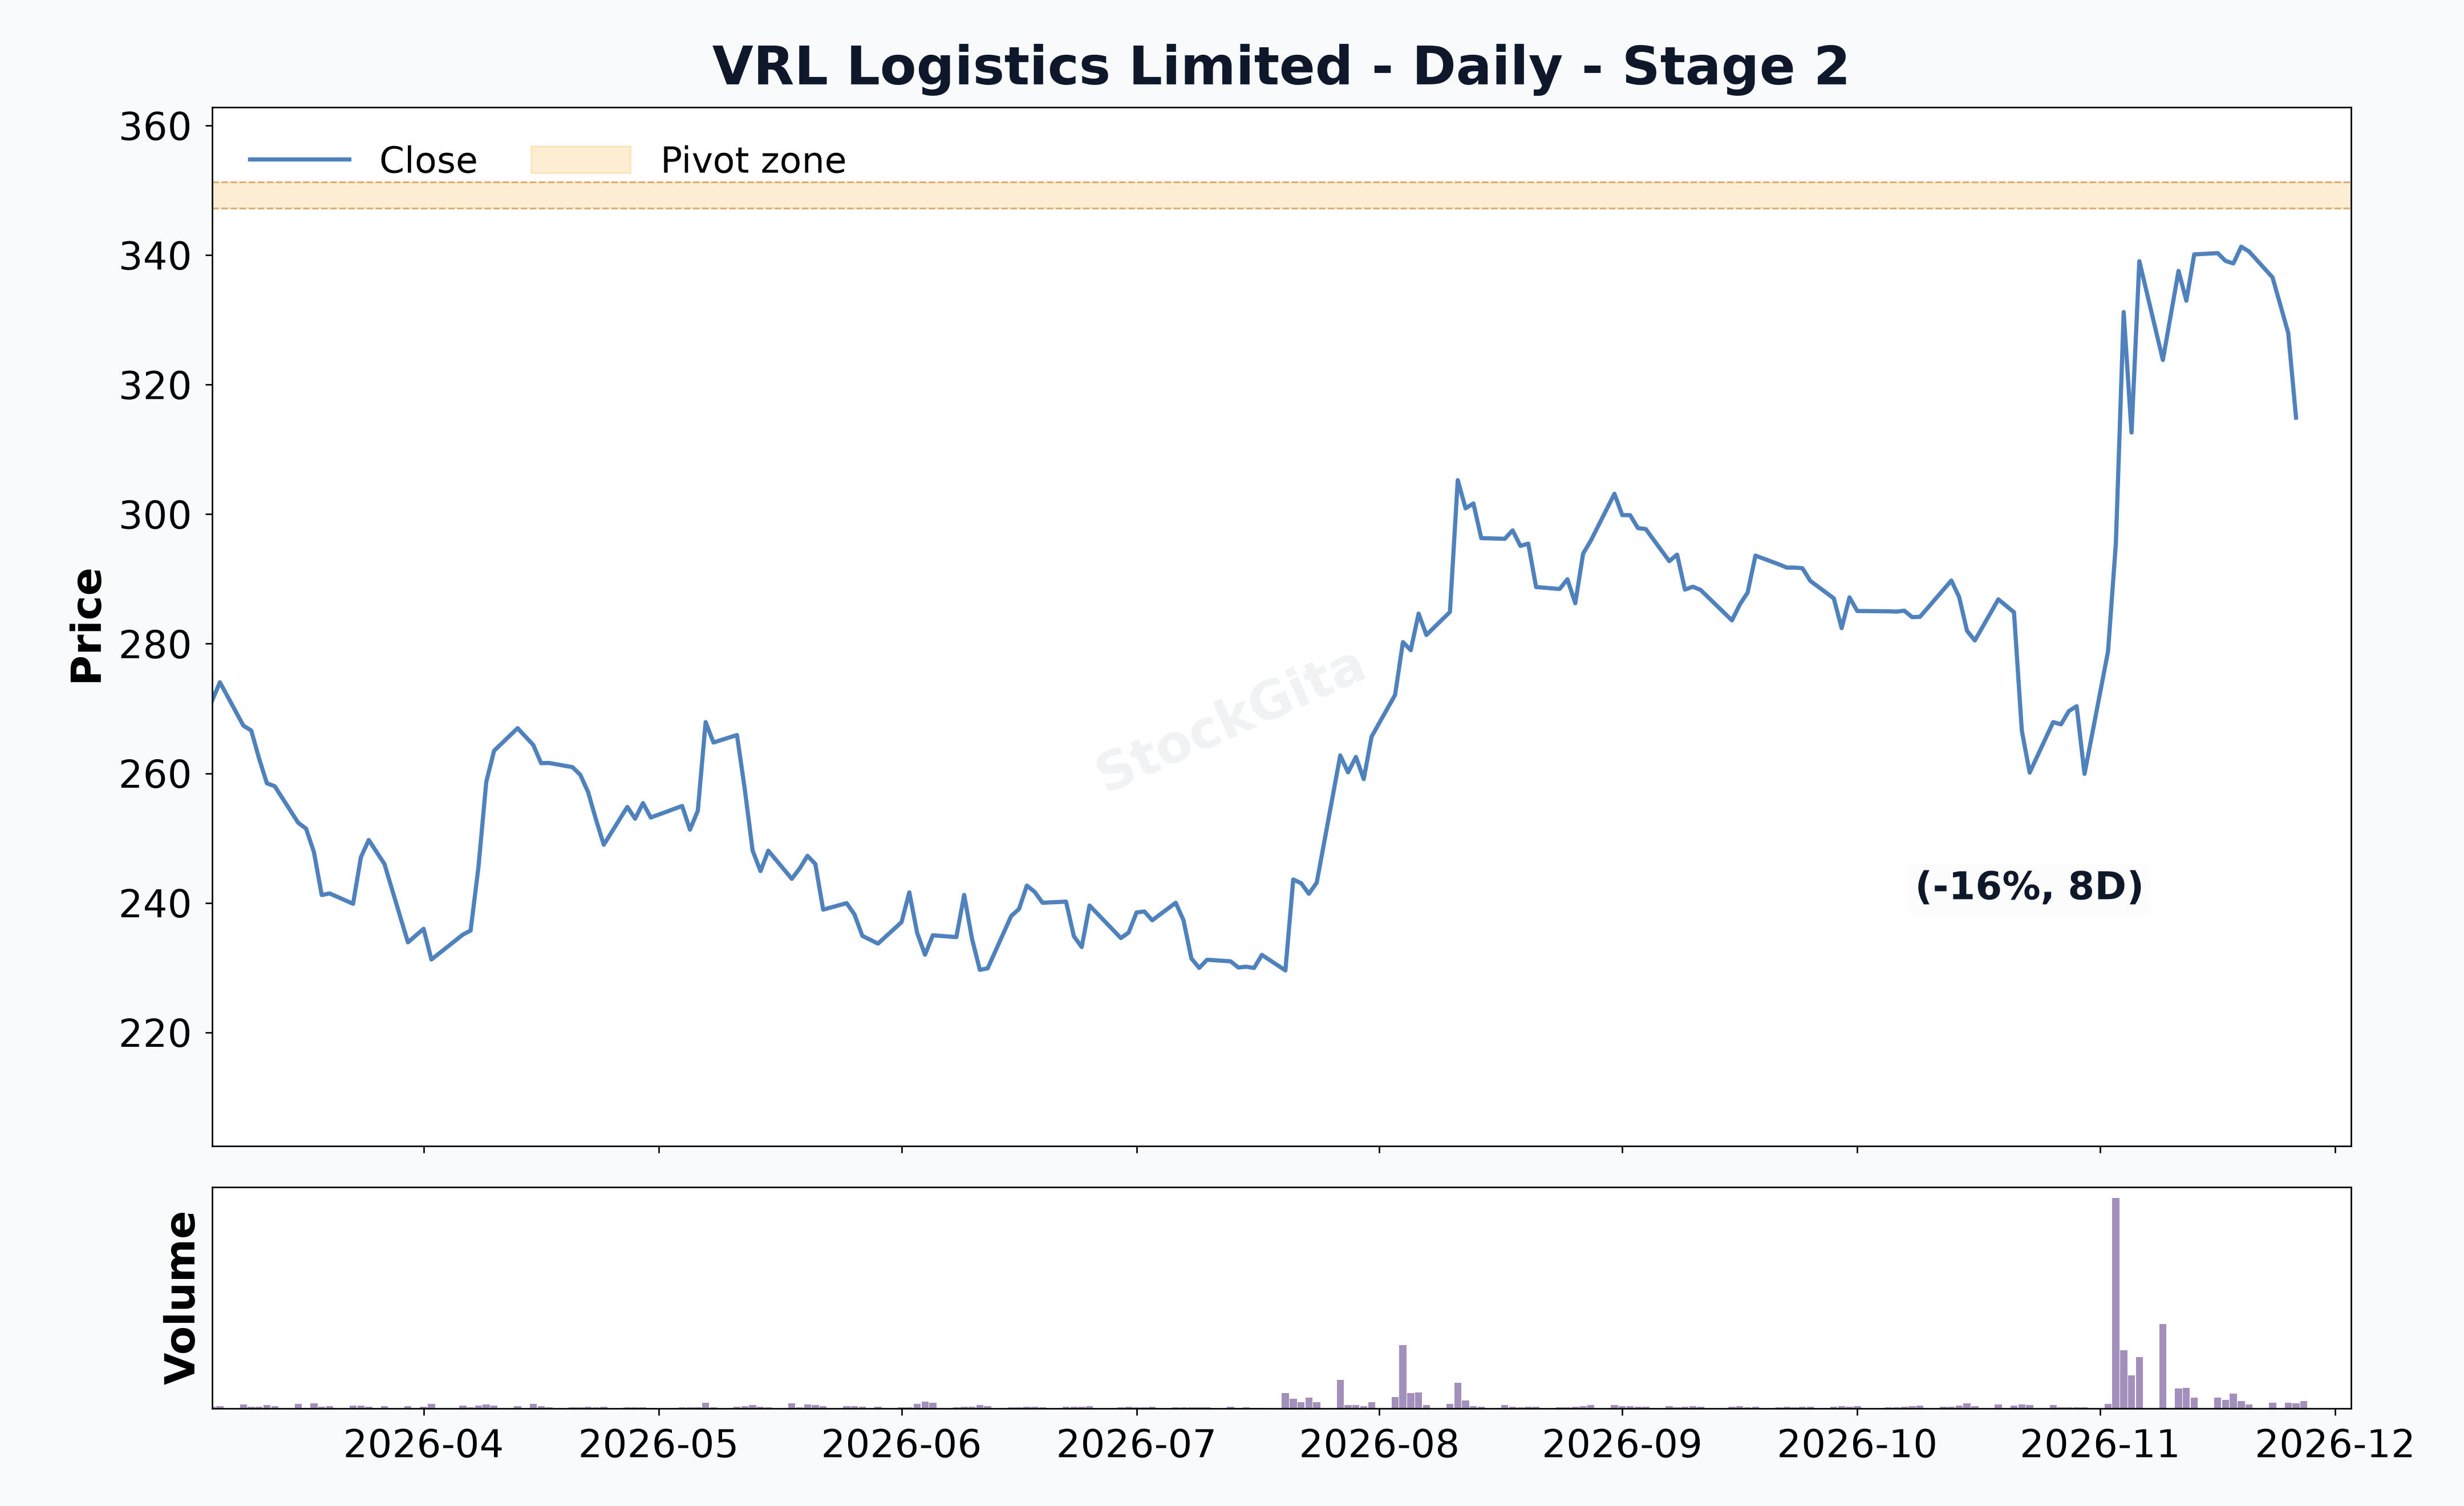 VRL Logistics Limited - Daily - Stage 2
Close
Pivot zone
Price
360
340
320
300
280
260
240
220
StockGita
(-16%, 8D)
Volume
2026-04
2026-05
2026-06
2026-07
2026-08
2026-09
2026-10
2026-11
2026-12